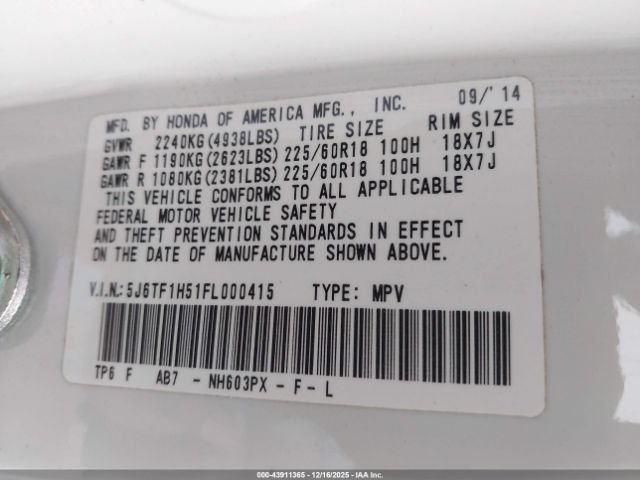 MFD. BY HONDA OF AMERICA MFG., INC. 09/'14
GVWR 2240KG(4938LBS) TIRE SIZE RIM SIZE
GAWR F 1190KG(2623LBS) 225/60R18 100H 18X7J
GAWR R 1080KG(2381LBS) 225/60R18 100H 18X7J
THIS VEHICLE CONFORMS TO ALL APPLICABLE
FEDERAL MOTOR VEHICLE SAFETY
AND THEFT PREVENTION STANDARDS IN EFFECT
ON THE DATE OF MANUFACTURE SHOWN ABOVE.
V.I.N.: 5J6TF1H51FL000415 TYPE: MPV
TP6 F AB7 - NH603PX - F - L
000-43911365 - 12/16/2025 - IAAI.COM